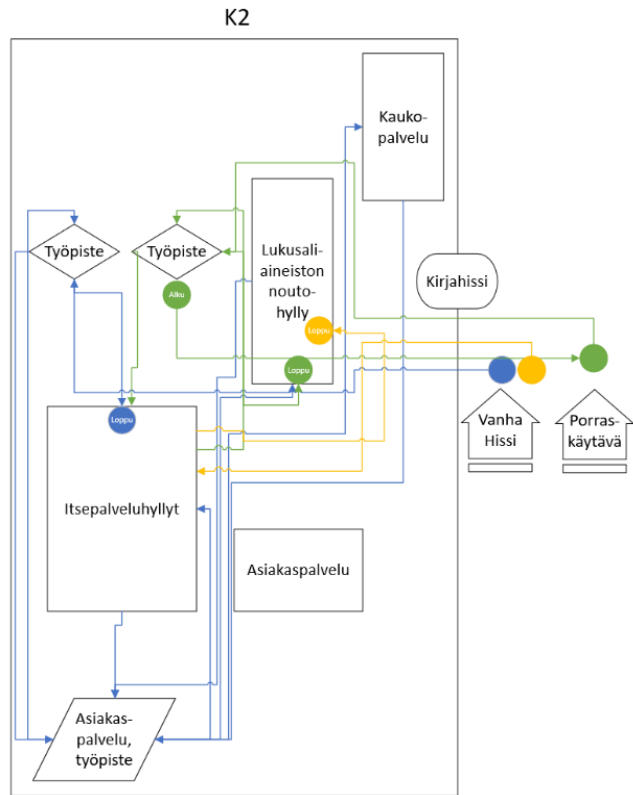 K2
Kauko-
palvelu
Työpiste
Työpiste
Lukusali-
aineiston
nouto-
hylly
Kirjahissi
Alku
Loppu
Loppu
Loppu
Vanha
Hissi
Porras-
käytävä
Itsepalveluhyllyt
Asiakaspalvelu
Asiakas-
palvelu,
työpiste